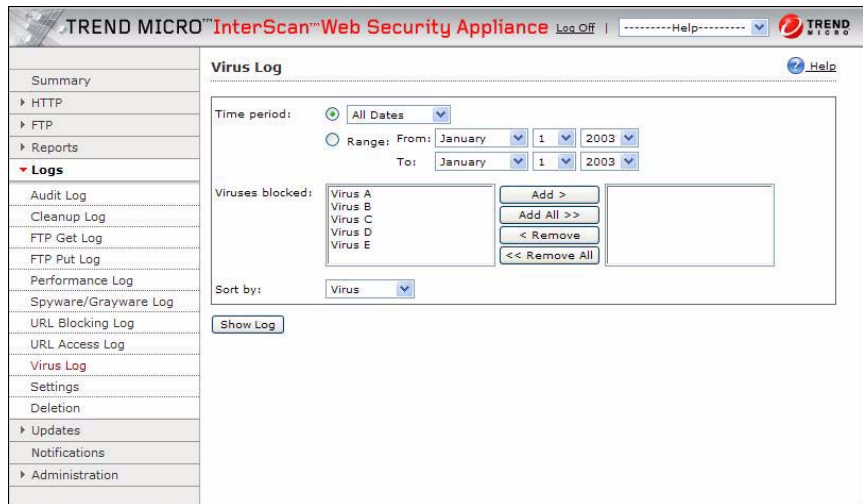 TREND MICRO™ InterScan™ Web Security Appliance Log Off | ---------Help--------- TREND MICRO
Summary
HTTP
FTP
Reports
Logs
Audit Log
Cleanup Log
FTP Get Log
FTP Put Log
Performance Log
Spyware/Grayware Log
URL Blocking Log
URL Access Log
Virus Log
Settings
Deletion
Updates
Notifications
Administration
Virus Log Help
Time period: All Dates
Range: From: January 1 2003
To: January 1 2003
Viruses blocked:
Virus A
Virus B
Virus C
Virus D
Virus E
Add >
Add All >>
< Remove
<< Remove All
Sort by: Virus
Show Log